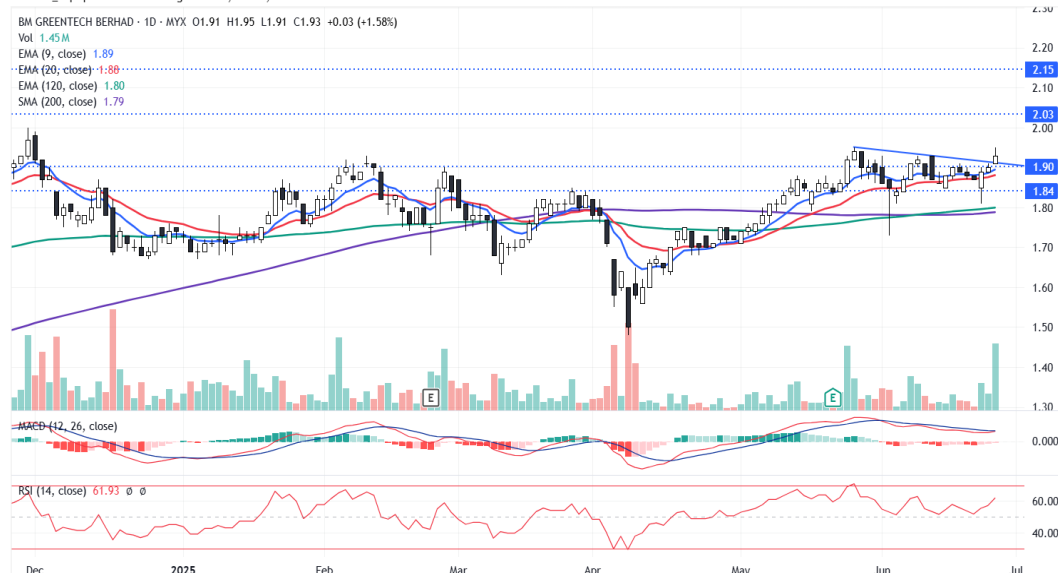 2.30
BM GREENTECH BERHAD · 1D · MYX O1.91 H1.95 L1.91 C1.93 +0.03 (+1.58%)
Vol 1.45M
EMA (9, close) 1.89
EMA (20, close) 1.88
EMA (120, close) 1.80
SMA (200, close) 1.79
2.20
2.15
2.10
2.03
2.00
1.90
1.84
1.80
1.70
1.60
1.50
1.40
1.30
E
E
MACD (12, 26, close)
0.000
RSI (14, close) 61.93 ø ø
60.00
40.00
Dec 2025 Feb Mar Apr May Jun Jul